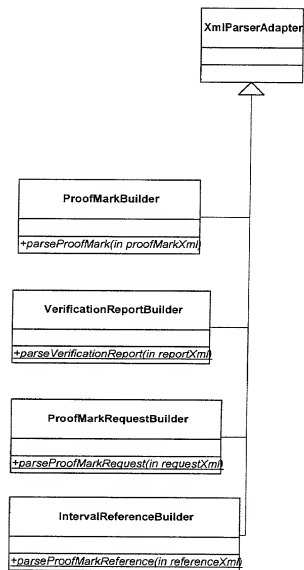 XmlParserAdapter
ProofMarkBuilder
+parseProofMark(in proofMarkXml)
VerificationReportBuilder
+parseVerificationReport(in reportXml)
ProofMarkRequestBuilder
+parseProofMarkRequest(in requestXml)
IntervalReferenceBuilder
+parseProofMarkReference(in referenceXml)